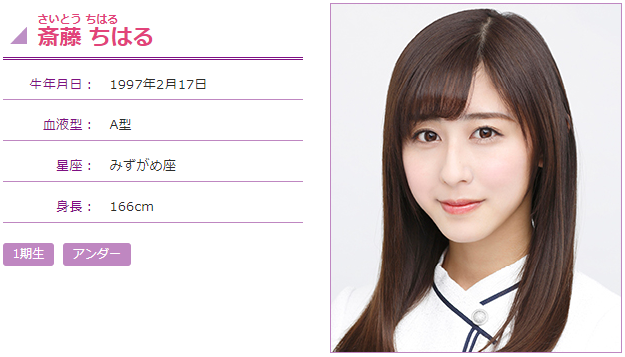 さいとう ちはる
斎藤 ちはる
生年月日： 1997年2月17日
血液型： A型
星座： みずがめ座
身長： 166cm
1期生 アンダー